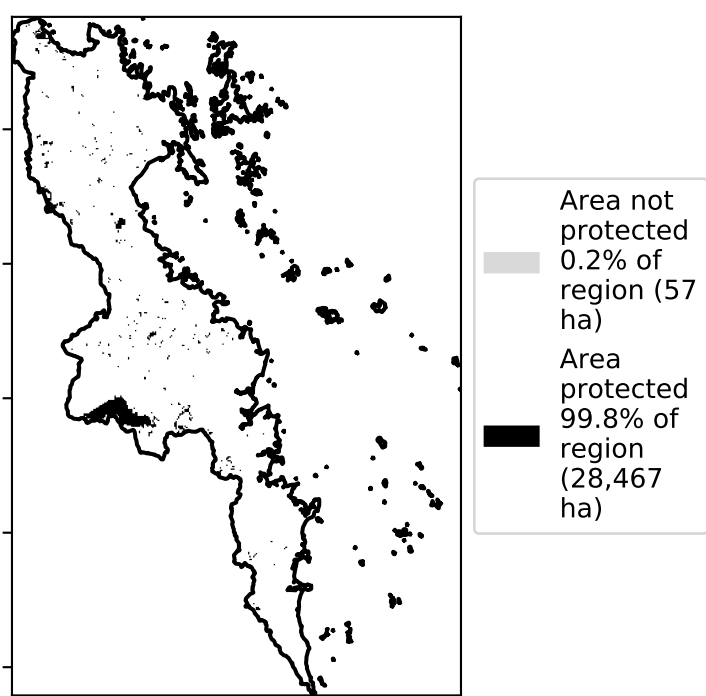 Area not
protected
0.2% of
region (57
ha)
Area
protected
99.8% of
region
(28,467
ha)